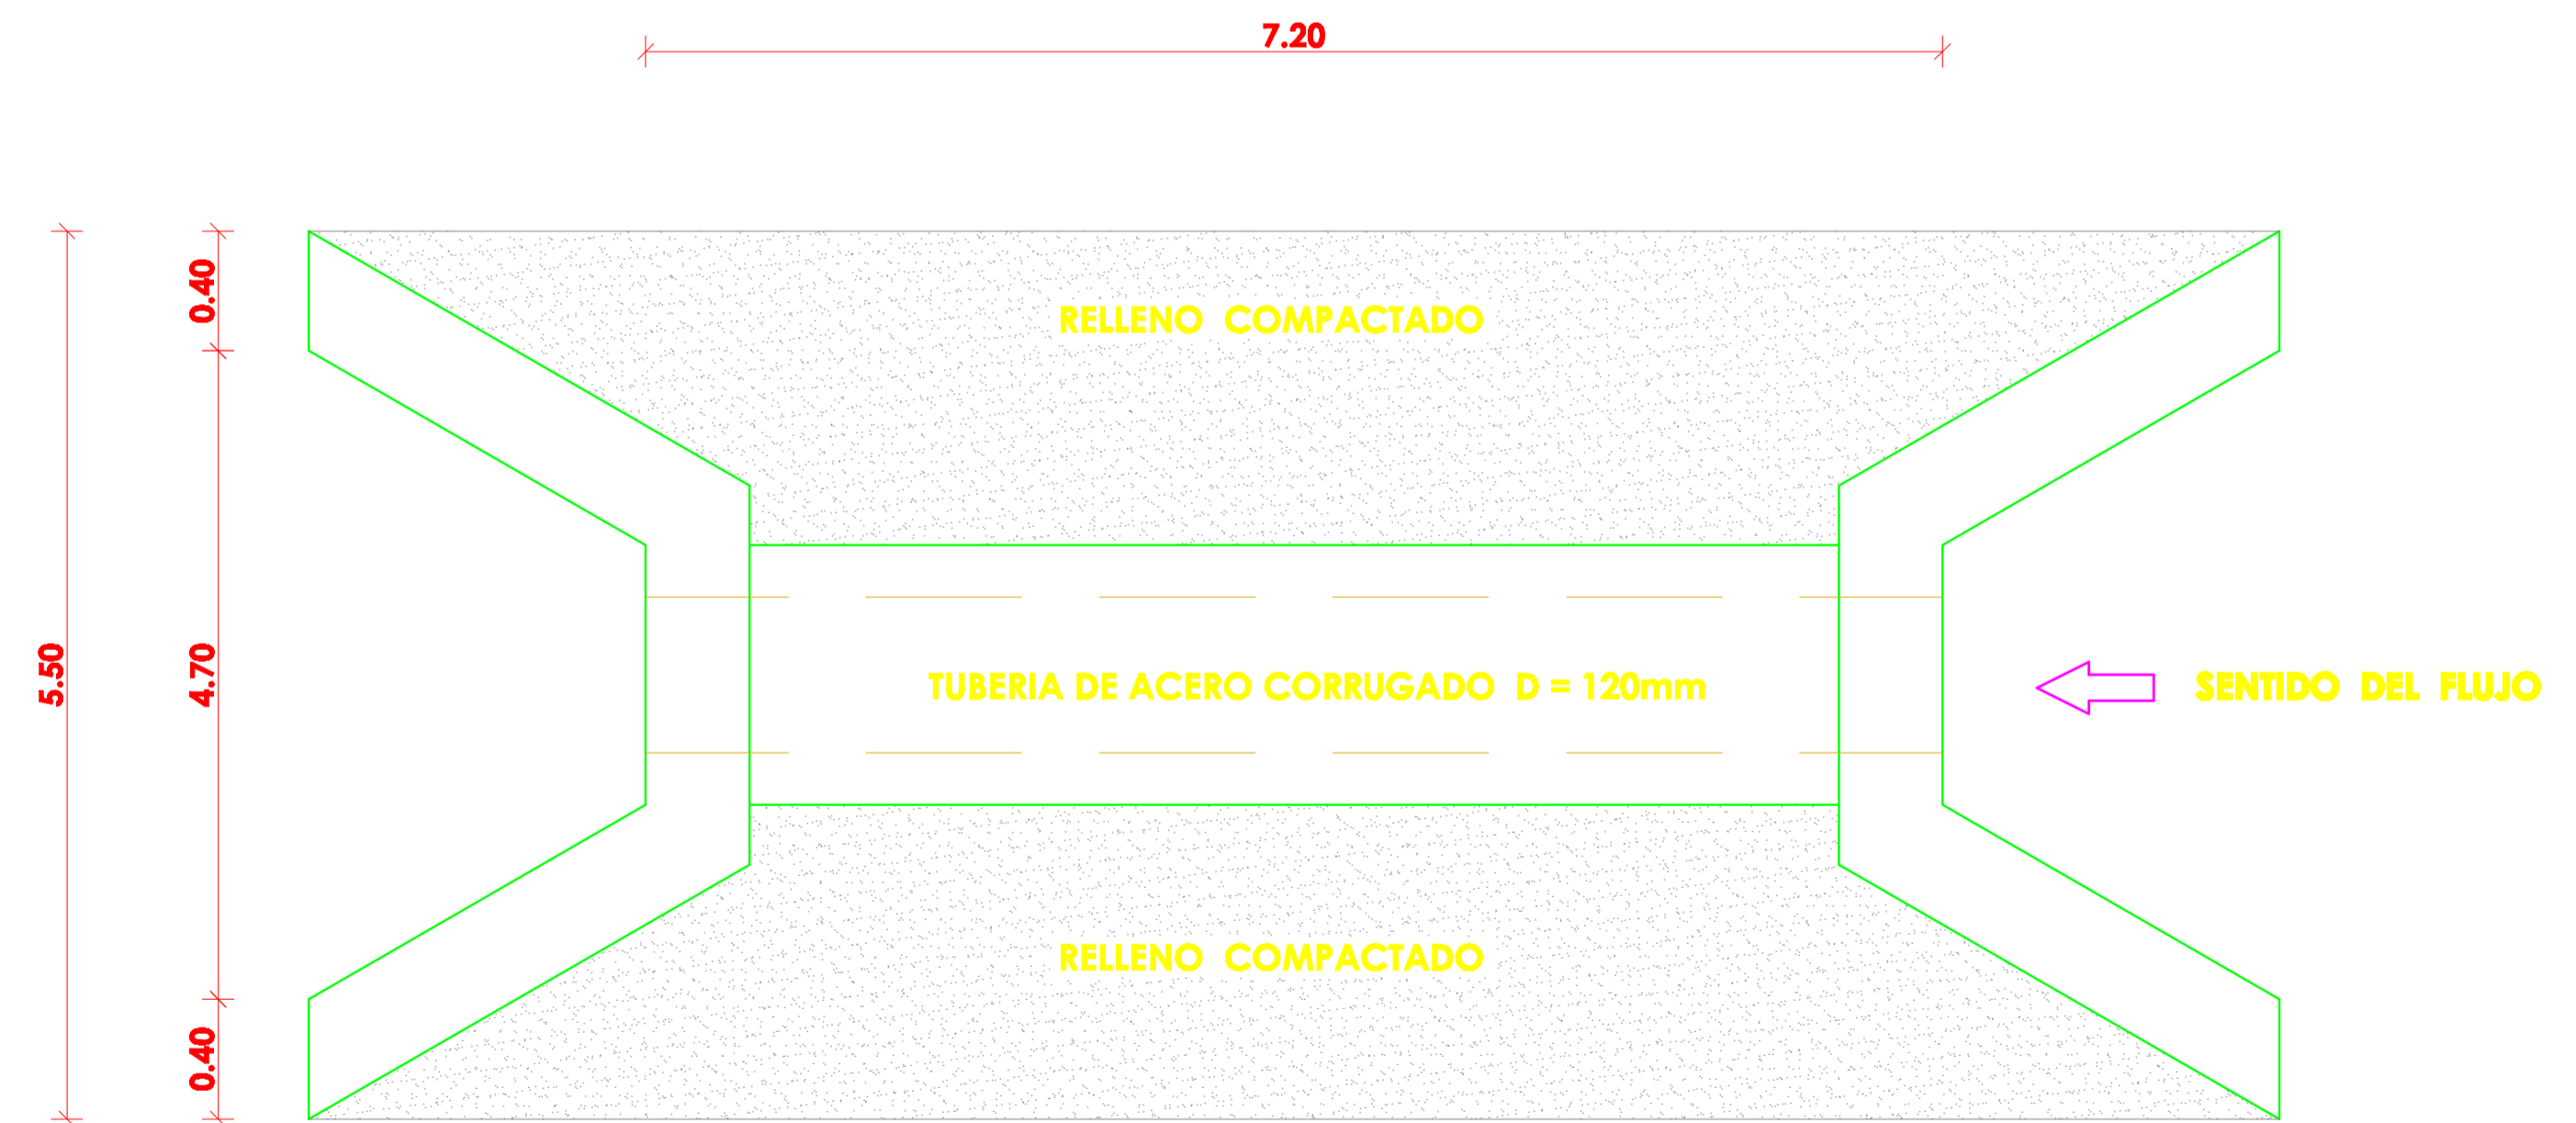 7.20
0.40
RELLENO COMPACTADO
5.50
4.70
TUBERIA DE ACERO CORRUGADO D = 120mm
SENTIDO DEL FLUJO
RELLENO COMPACTADO
0.40